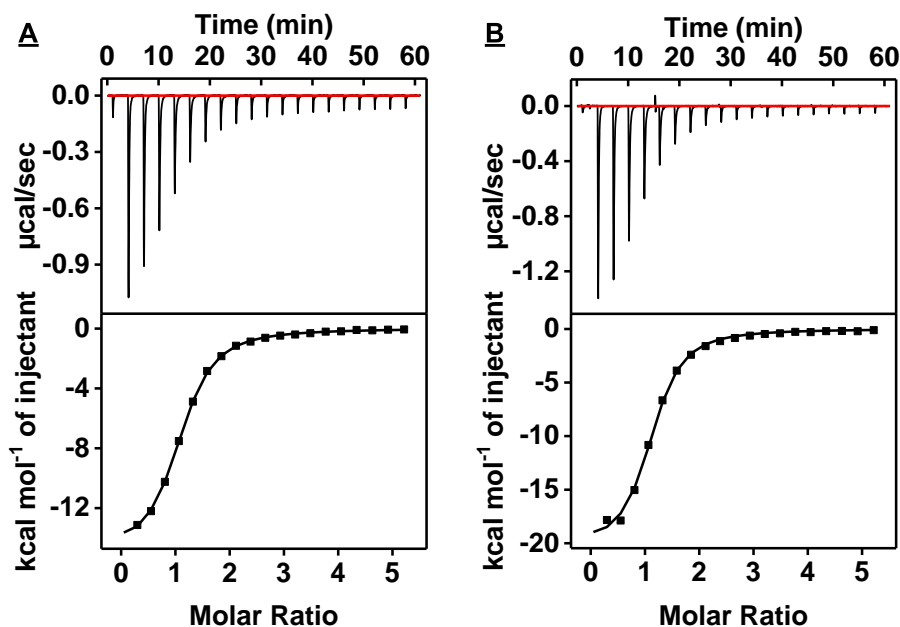 A
Time (min)
0 10 20 30 40 50 60
0.0
-0.3
-0.6
-0.9
µcal/sec
0
-4
-8
-12
kcal mol⁻¹ of injectant
0 1 2 3 4 5
Molar Ratio
B
Time (min)
0 10 20 30 40 50 60
0.0
-0.4
-0.8
-1.2
µcal/sec
0
-5
-10
-15
-20
kcal mol⁻¹ of injectant
0 1 2 3 4 5
Molar Ratio